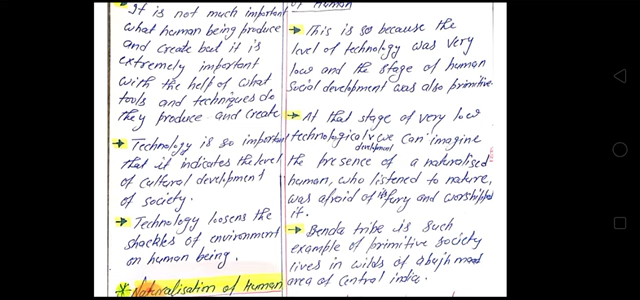 It is not much important
what human being produce
and create but it is
extremely important
with the help of what
tools and techniques do
they produce and create
→ Technology is so important
that it indicates the level
of cultural development
of society.
→ Technology loosens the
shackles of environment
on human being.
* Naturalisation of Human
of Human
→ This is so because the
level of technology was very
low and the stage of human
social development was also primitive.
→ At that stage of very low
technological development we can imagine
the presence of a naturalised
human, who listened to nature,
was afraid of its fury and worshipped
it.
→ Benda tribe is such
example of primitive society
lives in wilds of abujh mad
area of Central india.